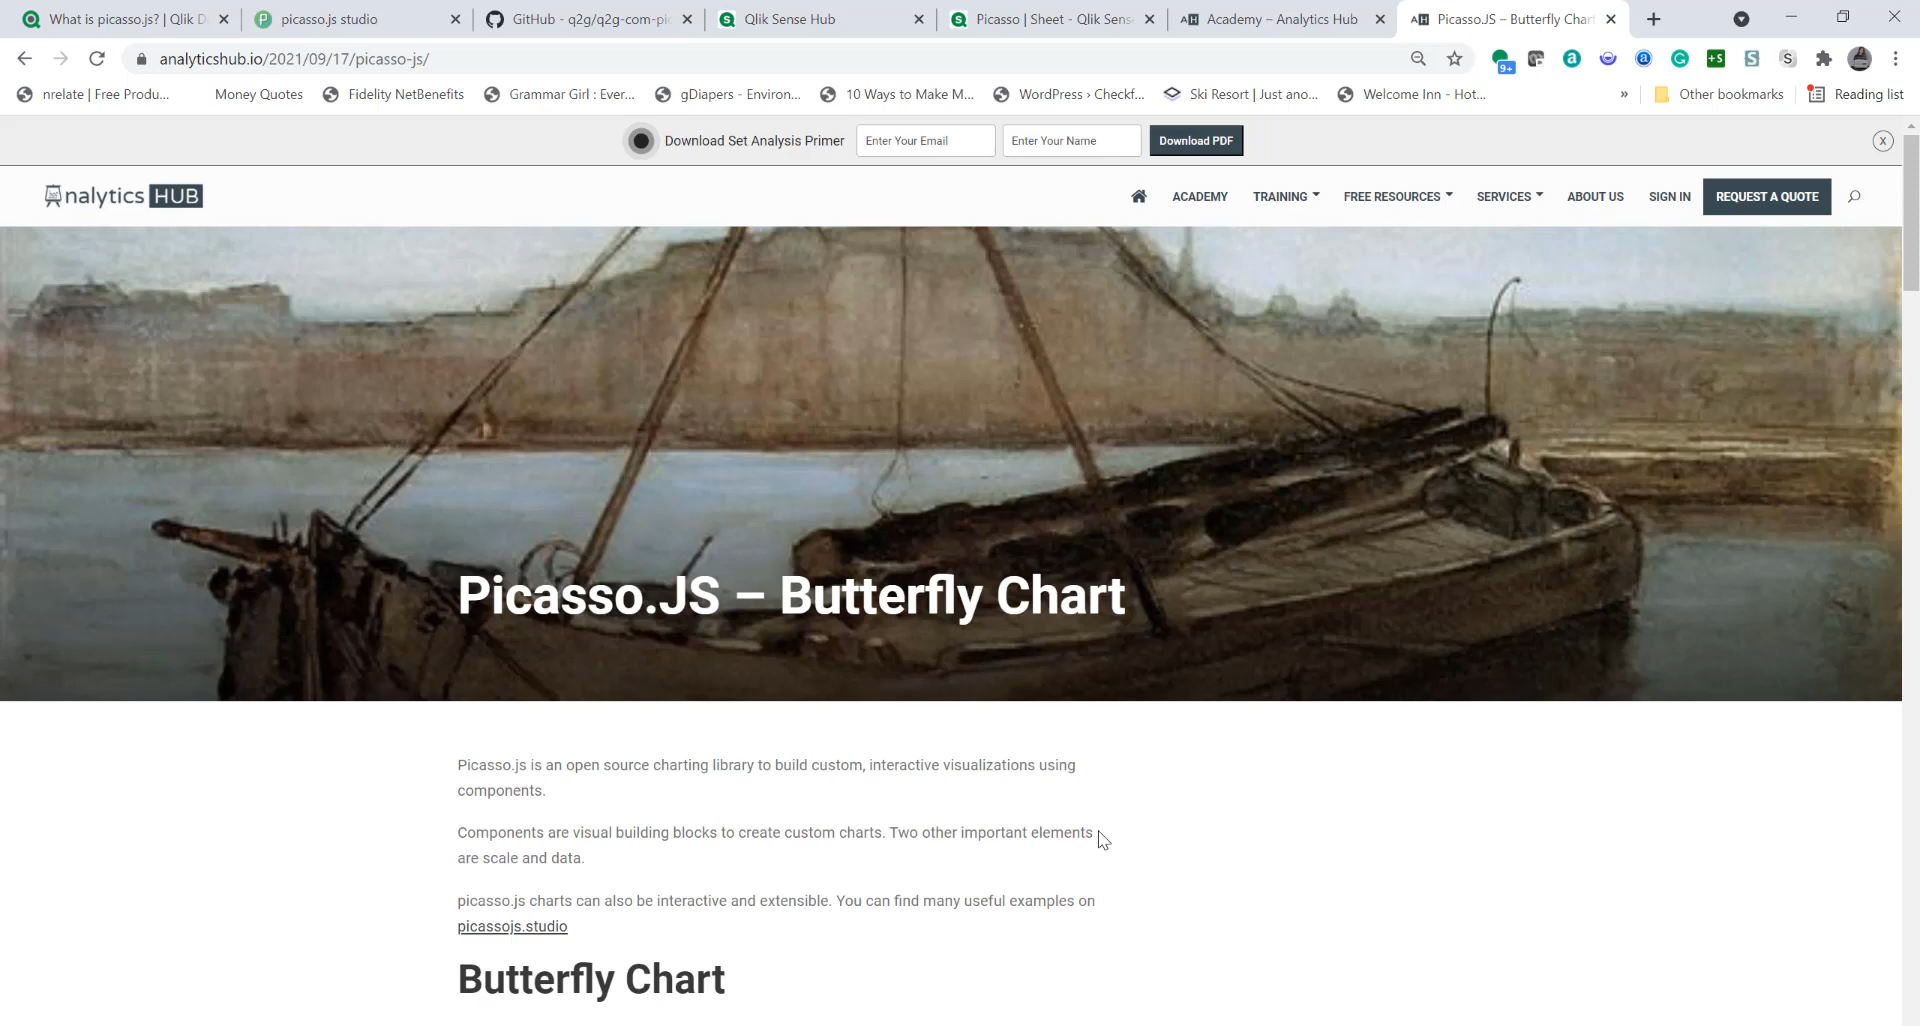 What is picasso.js? | Qlik D
picasso.js studio
GitHub - q2g/q2g-com-pic
Qlik Sense Hub
Picasso | Sheet - Qlik Sens
Academy – Analytics Hub
Picasso.JS – Butterfly Chart
analyticshub.io/2021/09/17/picasso-js/
9+
+S
nrelate | Free Produ...
Money Quotes
Fidelity NetBenefits
Grammar Girl : Ever...
gDiapers - Environ...
10 Ways to Make M...
WordPress › Checkf...
Ski Resort | Just ano...
Welcome Inn - Hot...
»
Other bookmarks
Reading list
Download Set Analysis Primer
Enter Your Email
Enter Your Name
Download PDF
X
nalytics HUB
ACADEMY
TRAINING
FREE RESOURCES
SERVICES
ABOUT US
SIGN IN
REQUEST A QUOTE
Picasso.JS – Butterfly Chart
Picasso.js is an open source charting library to build custom, interactive visualizations using
components.
Components are visual building blocks to create custom charts. Two other important elements
are scale and data.
picasso.js charts can also be interactive and extensible. You can find many useful examples on
picassojs.studio
Butterfly Chart